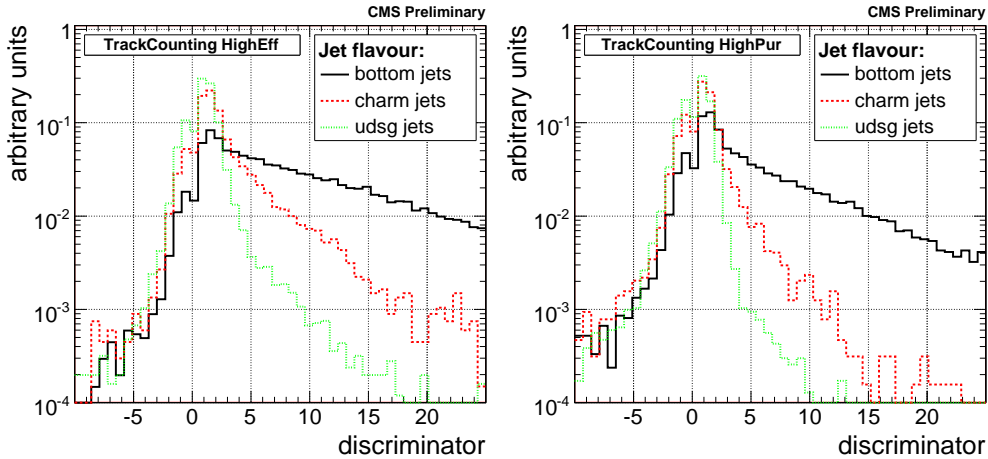 CMS Preliminary
TrackCounting HighEff
Jet flavour:
bottom jets
charm jets
udsg jets
arbitrary units
1
10-1
10-2
10-3
10-4
-5 0 5 10 15 20
discriminator
CMS Preliminary
TrackCounting HighPur
Jet flavour:
bottom jets
charm jets
udsg jets
arbitrary units
1
10-1
10-2
10-3
10-4
-5 0 5 10 15 20
discriminator